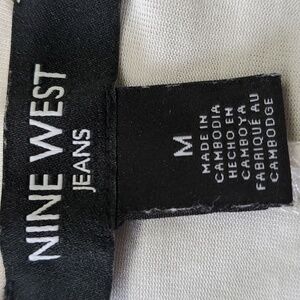 NINE WEST
JEANS
M
MADE IN
CAMBODIA
HECHO EN
CAMBOYA
FABRIQUÉ AU
CAMBODGE